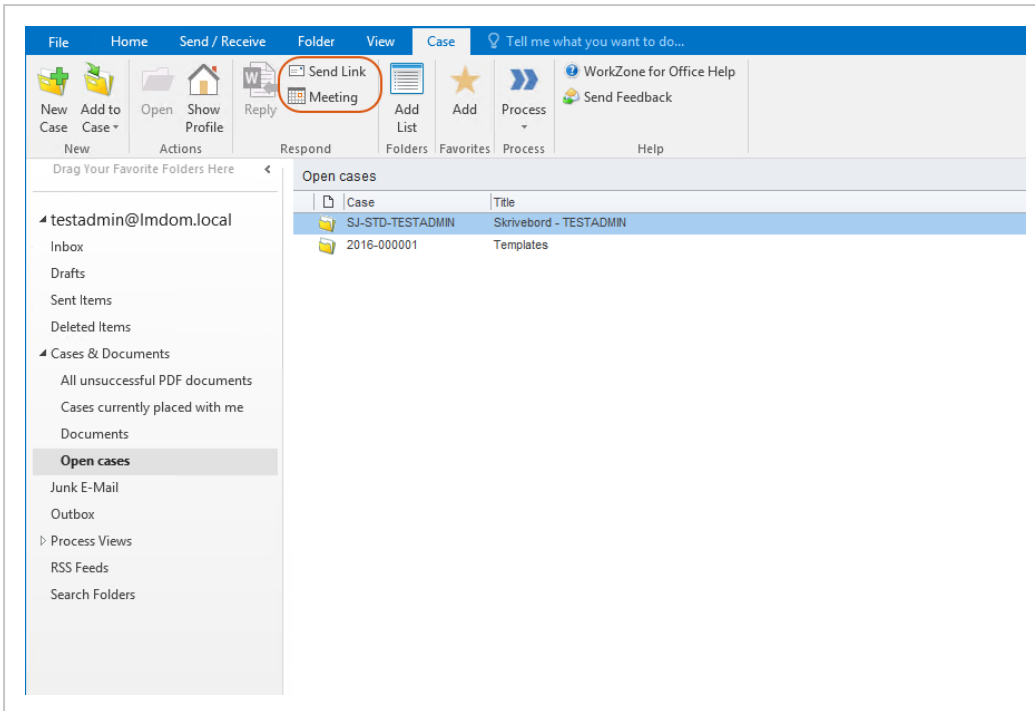 File Home Send / Receive Folder View Case Tell me what you want to do...
Send Link WorkZone for Office Help
Meeting Send Feedback
New Add to Open Show Reply Add Add Process
Case Case Profile List
New Actions Respond Folders Favorites Process Help
Drag Your Favorite Folders Here
Open cases
Case Title
testadmin@lmdom.local
SJ-STD-TESTADMIN Skrivebord - TESTADMIN
2016-000001 Templates
Inbox
Drafts
Sent Items
Deleted Items
Cases & Documents
All unsuccessful PDF documents
Cases currently placed with me
Documents
Open cases
Junk E-Mail
Outbox
Process Views
RSS Feeds
Search Folders